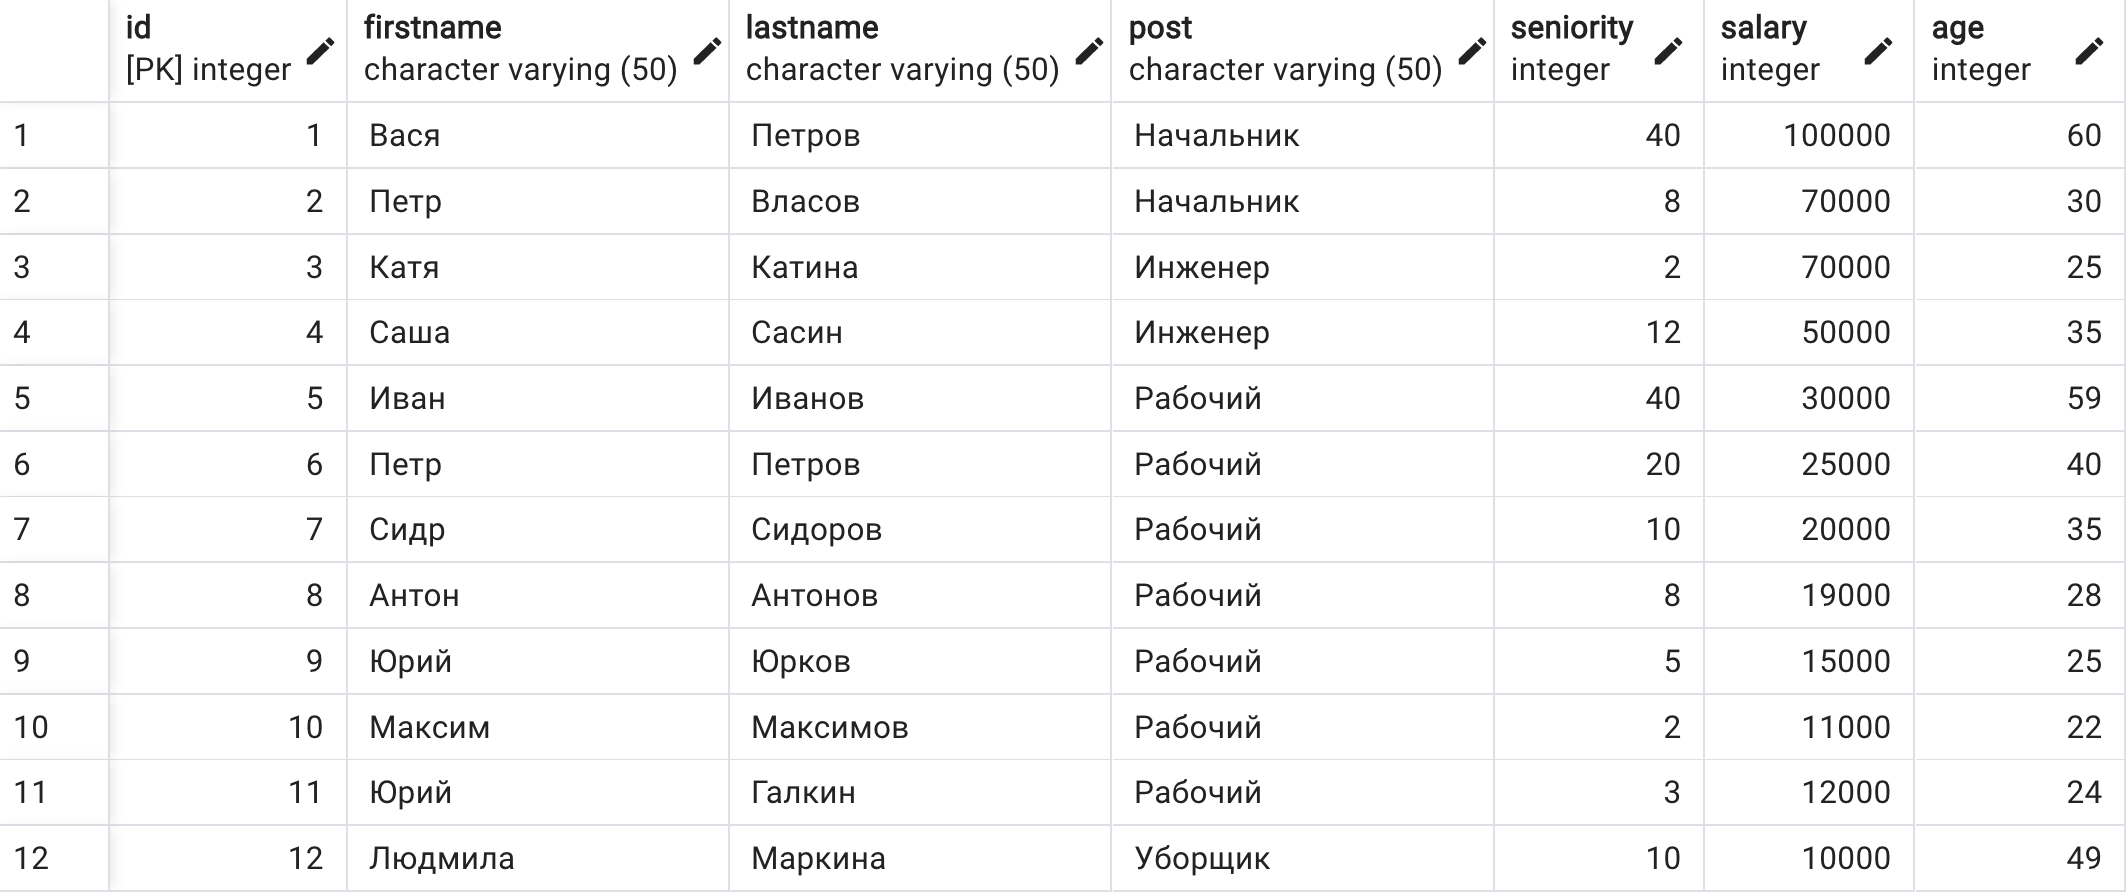 id firstname lastname post seniority salary age
[PK] integer character varying (50) character varying (50) character varying (50) integer integer integer
1 1 Вася Петров Начальник 40 100000 60
2 2 Петр Власов Начальник 8 70000 30
3 3 Катя Катина Инженер 2 70000 25
4 4 Саша Сасин Инженер 12 50000 35
5 5 Иван Иванов Рабочий 40 30000 59
6 6 Петр Петров Рабочий 20 25000 40
7 7 Сидр Сидоров Рабочий 10 20000 35
8 8 Антон Антонов Рабочий 8 19000 28
9 9 Юрий Юрков Рабочий 5 15000 25
10 10 Максим Максимов Рабочий 2 11000 22
11 11 Юрий Галкин Рабочий 3 12000 24
12 12 Людмила Маркина Уборщик 10 10000 49